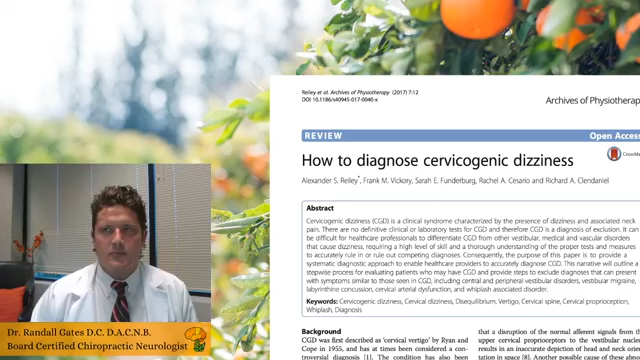 Reiley et al. Archives of Physiotherapy (2017) 7:12
DOI 10.1186/s40945-017-0040-x
Archives of Physiotherap
REVIEW
Open Access
CrossMa
How to diagnose cervicogenic dizziness
Alexander S. Reiley*, Frank M. Vickory, Sarah E. Funderburg, Rachel A. Cesario and Richard A. Clendaniel
Abstract
Cervicogenic dizziness (CGD) is a clinical syndrome characterized by the presence of dizziness and associated neck
pain. There are no definitive clinical or laboratory tests for CGD and therefore CGD is a diagnosis of exclusion. It can
be difficult for healthcare professionals to differentiate CGD from other vestibular, medical and vascular disorders
that cause dizziness, requiring a high level of skill and a thorough understanding of the proper tests and measures
to accurately rule in or rule out competing diagnoses. Consequently, the purpose of this paper is to provide a
systematic diagnostic approach to enable healthcare providers to accurately diagnose CGD. This narrative will outline a
stepwise process for evaluating patients who may have CGD and provide steps to exclude diagnoses that can present
with symptoms similar to those seen in CGD, including central and peripheral vestibular disorders, vestibular migraine,
labyrinthine concussion, cervical arterial dysfunction, and whiplash associated disorder.
Keywords: Cervicogenic dizziness, Cervical dizziness, Disequilibrium, Vertigo, Cervical spine, Cervical proprioception,
Whiplash, Diagnosis
Background
CGD was first described as 'cervical vertigo' by Ryan and
Cope in 1955, and has at times been considered a con-
troversial diagnosis [1]. The condition has also been
that a disruption of the normal afferent signals from t
upper cervical proprioceptors to the vestibular nucle
results in an inaccurate depiction of head and neck orie
tation in space [8]. Another possible cause of these ab
Dr. Randall Gates D.C. D.A.C.N.B.
Board Certified Chiropractic Neurologist